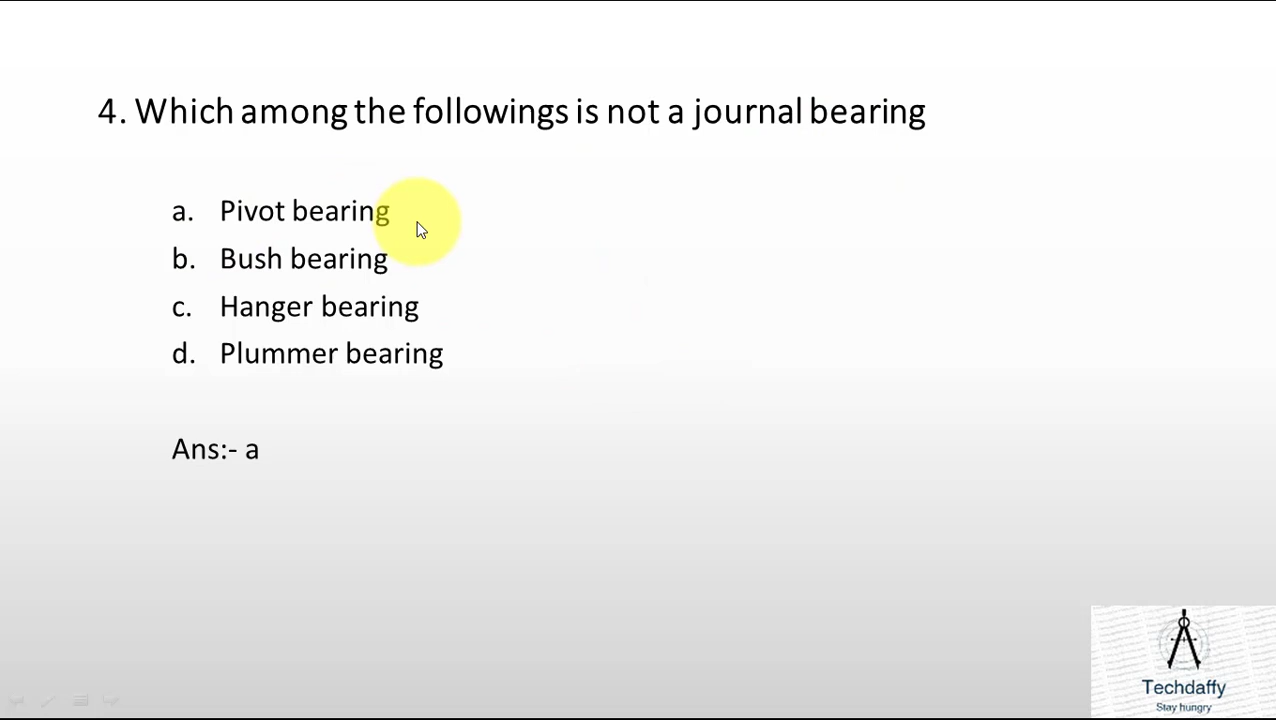 4. Which among the followings is not a journal bearing
a. Pivot bearing
b. Bush bearing
c. Hanger bearing
d. Plummer bearing
Ans:- a
Techdaffy
Stay hungry